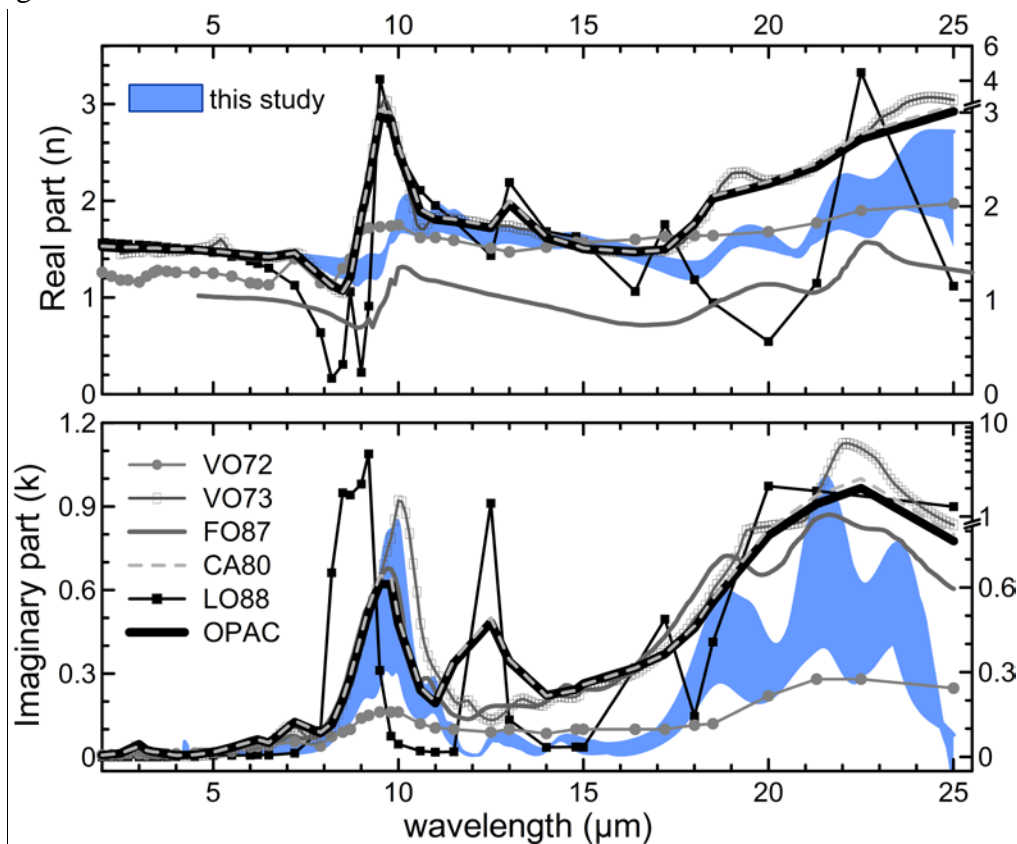 5 10 15 20 25
3 6
this study 4
3
2 2
1 1
0 0
Real part (n)
1.2 10
VO72
VO73
0.9 1
FO87
CA80
0.6 0.6
LO88
OPAC
0.3 0.3
0 0
Imaginary part (k)
5 10 15 20 25
wavelength (μm)